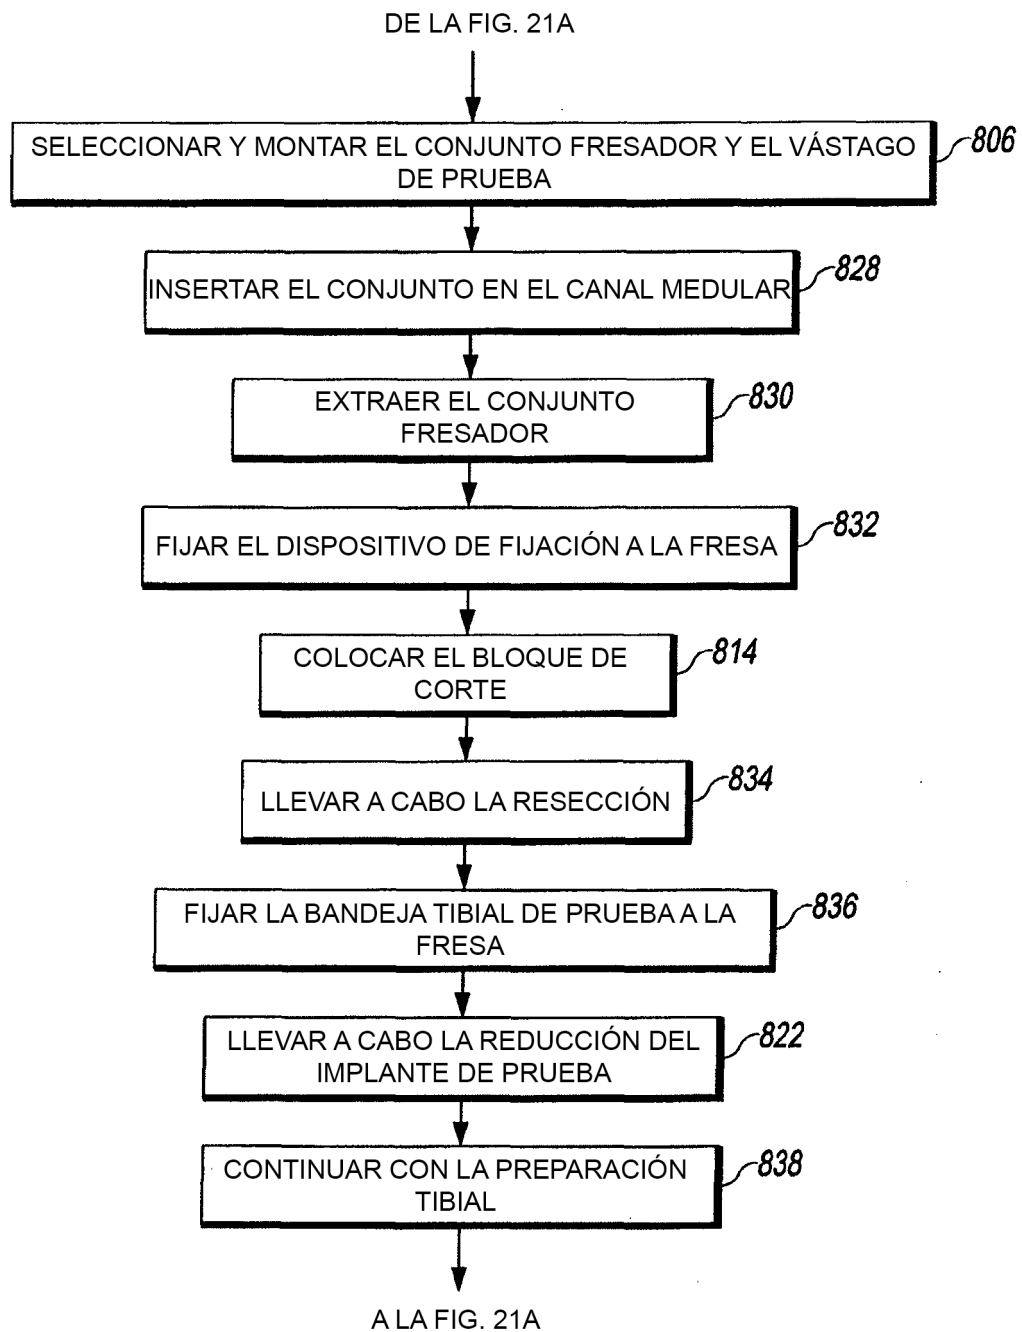 DE LA FIG. 21A
SELECCIONAR Y MONTAR EL CONJUNTO FRESADOR Y EL VÁSTAGO
DE PRUEBA
806
INSERTAR EL CONJUNTO EN EL CANAL MEDULAR
828
EXTRAER EL CONJUNTO
FRESADOR
830
FIJAR EL DISPOSITIVO DE FIJACIÓN A LA FRESA
832
COLOCAR EL BLOQUE DE
CORTE
814
LLEVAR A CABO LA RESECCIÓN
834
FIJAR LA BANDEJA TIBIAL DE PRUEBA A LA
FRESA
836
LLEVAR A CABO LA REDUCCIÓN DEL
IMPLANTE DE PRUEBA
822
CONTINUAR CON LA PREPARACIÓN
TIBIAL
838
A LA FIG. 21A